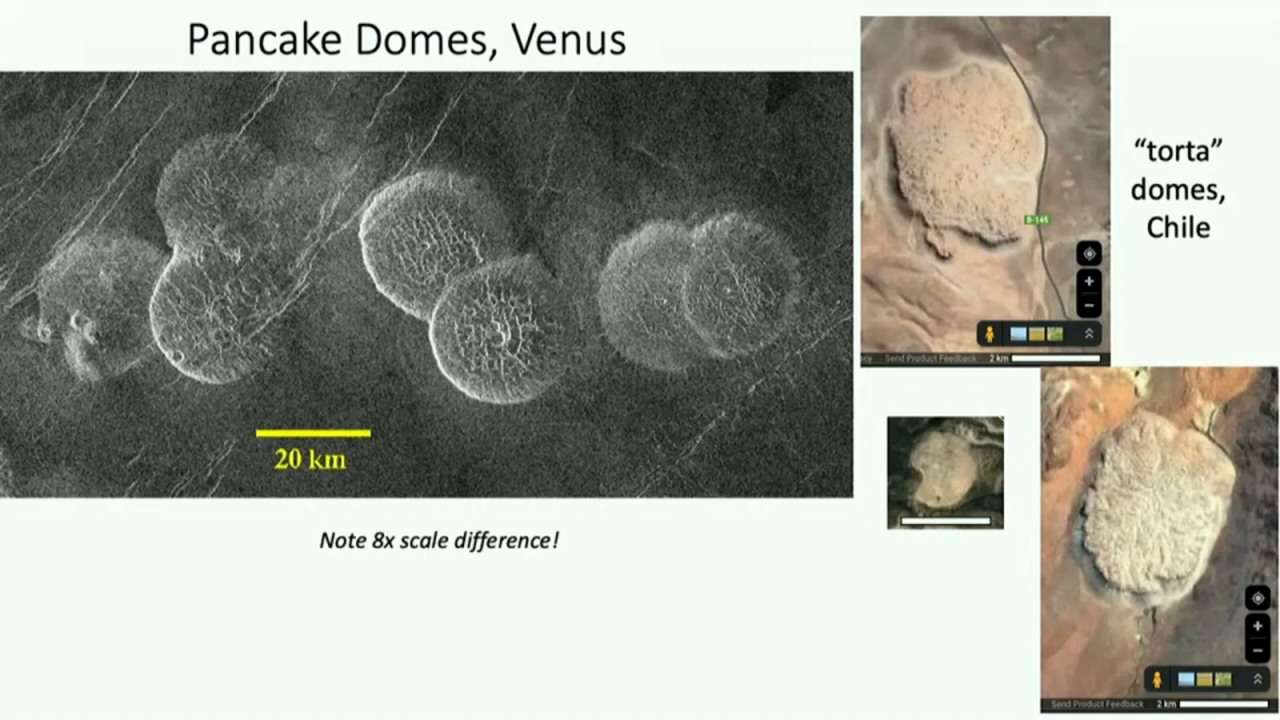 Pancake Domes, Venus
20 km
Note 8x scale difference!
B-145
Send Product Feedback 2 km
"torta"
domes,
Chile
Send Product Feedback 2 km